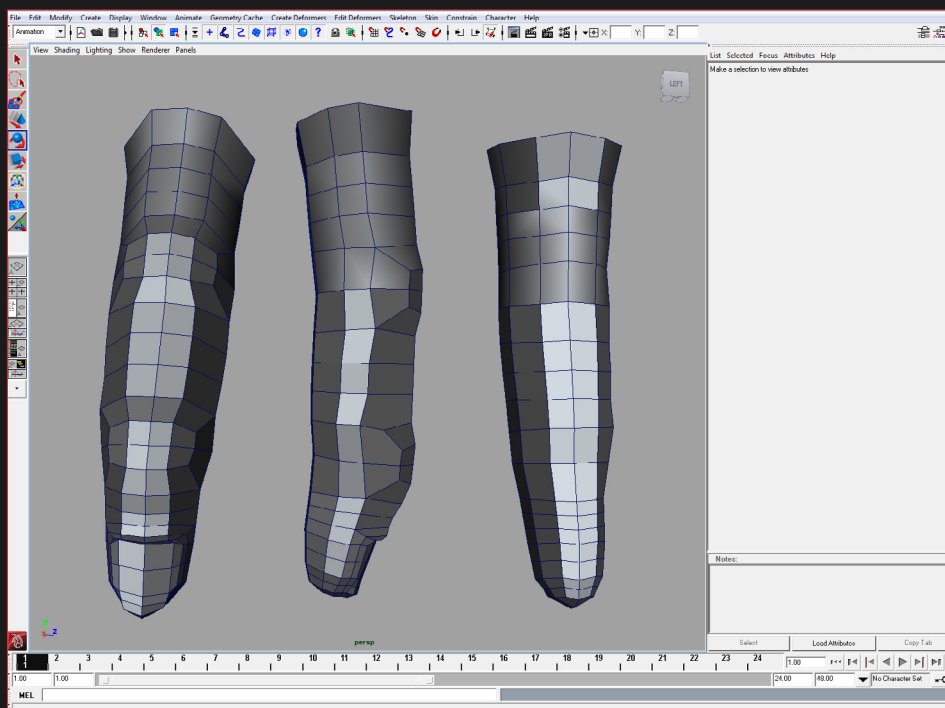 File Edit Modify Create Display Window Animate Geometry Cache Create Deformers Edit Deformers Skeleton Skin Constrain Character Help
Animation X: Y: Z:
View Shading Lighting Show Renderer Panels
List Selected Focus Attributes Help
Make a selection to view attributes
LEFT
Notes:
z
persp
Select Load Attributes Copy Tab
1 2 3 4 5 6 7 8 9 10 11 12 13 14 15 16 17 18 19 20 21 22 23 24 1.00
1
1.00 1.00 24.00 48.00 No Character Set
MEL